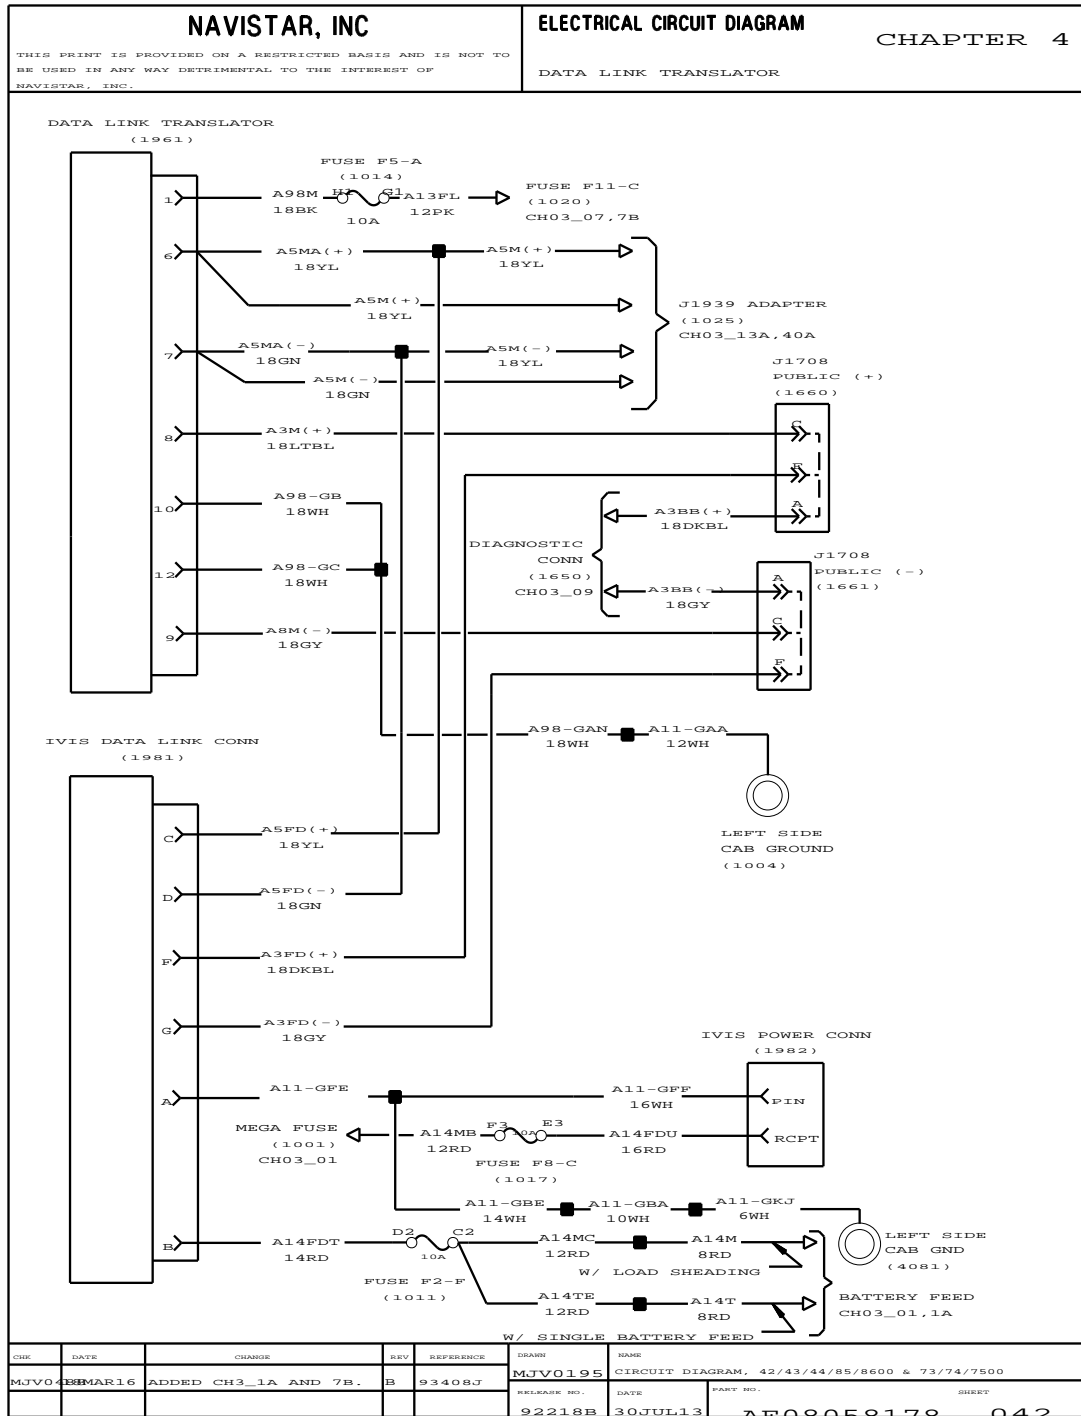 NAVISTAR, INC
THIS PRINT IS PROVIDED ON A RESTRICTED BASIS AND IS NOT TO
BE USED IN ANY WAY DETRIMENTAL TO THE INTEREST OF
NAVISTAR, INC.
ELECTRICAL CIRCUIT DIAGRAM
DATA LINK TRANSLATOR
CHAPTER 4
DATA LINK TRANSLATOR
(1961)
FUSE F5-A
(1014)
1
A98M
18BK
H1
G1
10A
A13FL
12PK
FUSE F11-C
(1020)
CH03_07,7B
6
A5MA(+)
18YL
A5M(+)
18YL
A5M(+)
18YL
J1939 ADAPTER
(1025)
CH03_13A,40A
7
A5MA(-)
18GN
A5M(-)
18YL
A5M(-)
18GN
J1708
PUBLIC (+)
(1660)
C
F
A
8
A3M(+)
18LTBL
10
A98-GB
18WH
A3BB(+)
18DKBL
DIAGNOSTIC
CONN
(1650)
CH03_09
12
A98-GC
18WH
A3BB(-)
18GY
J1708
PUBLIC (-)
(1661)
A
C
F
9
A8M(-)
18GY
A98-GAN
18WH
A11-GAA
12WH
LEFT SIDE
CAB GROUND
(1004)
IVIS DATA LINK CONN
(1981)
C
A5FD(+)
18YL
D
A5FD(-)
18GN
F
A3FD(+)
18DKBL
G
A3FD(-)
18GY
IVIS POWER CONN
(1982)
A
A11-GFE
A11-GFF
16WH
PIN
MEGA FUSE
(1001)
CH03_01
A14MB
12RD
F3
10A
E3
A14FDU
16RD
RCPT
FUSE F8-C
(1017)
A11-GBE
14WH
A11-GBA
10WH
A11-GKJ
6WH
LEFT SIDE
CAB GND
(4081)
B
A14FDT
14RD
D2
C2
10A
FUSE F2-F
(1011)
A14MC
12RD
A14M
8RD
W/ LOAD SHEADING
A14TE
12RD
A14T
8RD
W/ SINGLE BATTERY FEED
BATTERY FEED
CH03_01,1A
CHK DATE CHANGE REV REFERENCE
ADDED CH3_1A AND 7B. B 93408J
DRAWN
MJV0195
NAME
CIRCUIT DIAGRAM, 42/43/44/85/8600 & 73/74/7500
RELEASE NO.
92218B
DATE
30JUL13
PART NO.
SHEET
AF08058178 042